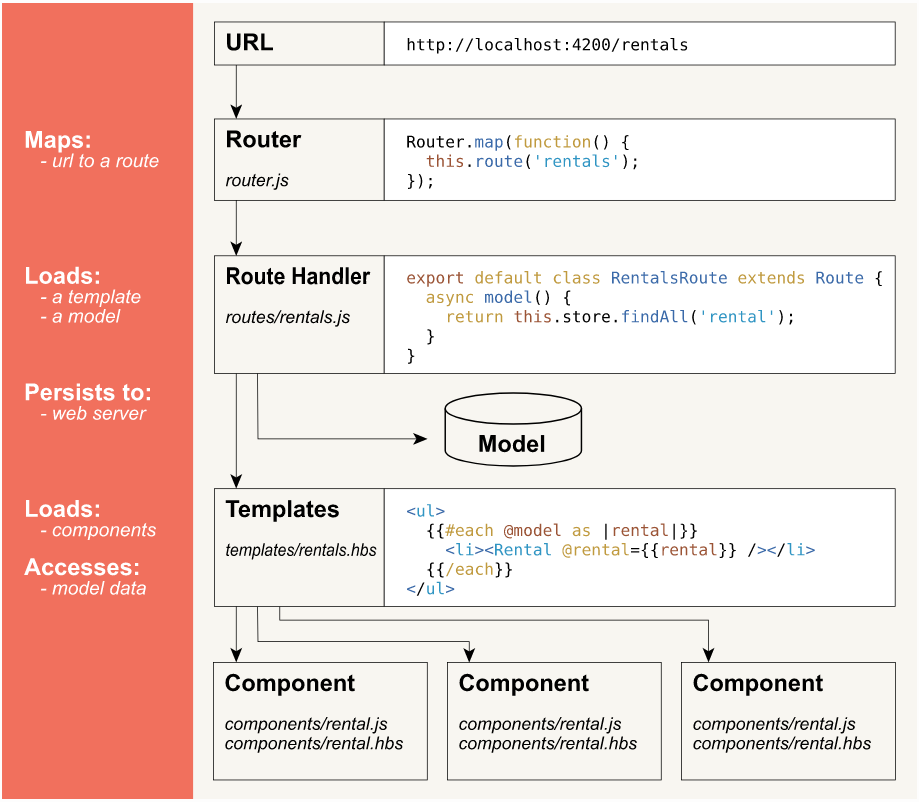 URL
http://localhost:4200/rentals
Maps:
- url to a route
Router
router.js
Router.map(function() {
  this.route('rentals');
});
Loads:
- a template
- a model
Route Handler
routes/rentals.js
export default class RentalsRoute extends Route {
  async model() {
    return this.store.findAll('rental');
  }
}
Persists to:
- web server
Model
Loads:
- components
Accesses:
- model data
Templates
templates/rentals.hbs
<ul>
  {{#each @model as |rental|}}
    <li><Rental @rental={{rental}} /></li>
  {{/each}}
</ul>
Component
components/rental.js
components/rental.hbs
Component
components/rental.js
components/rental.hbs
Component
components/rental.js
components/rental.hbs